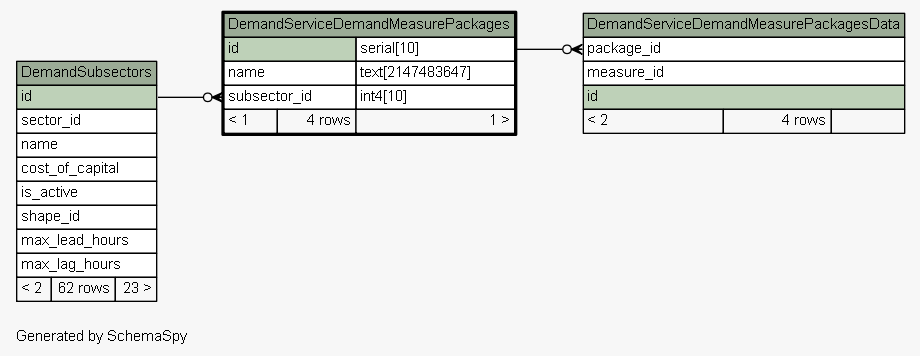 DemandServiceDemandMeasurePackages
id serial[10]
name text[2147483647]
subsector_id int4[10]
< 1 4 rows 1 >
DemandServiceDemandMeasurePackagesData
package_id
measure_id
id
< 2 4 rows
DemandSubsectors
id
sector_id
name
cost_of_capital
is_active
shape_id
max_lead_hours
max_lag_hours
< 2 62 rows 23 >
Generated by SchemaSpy